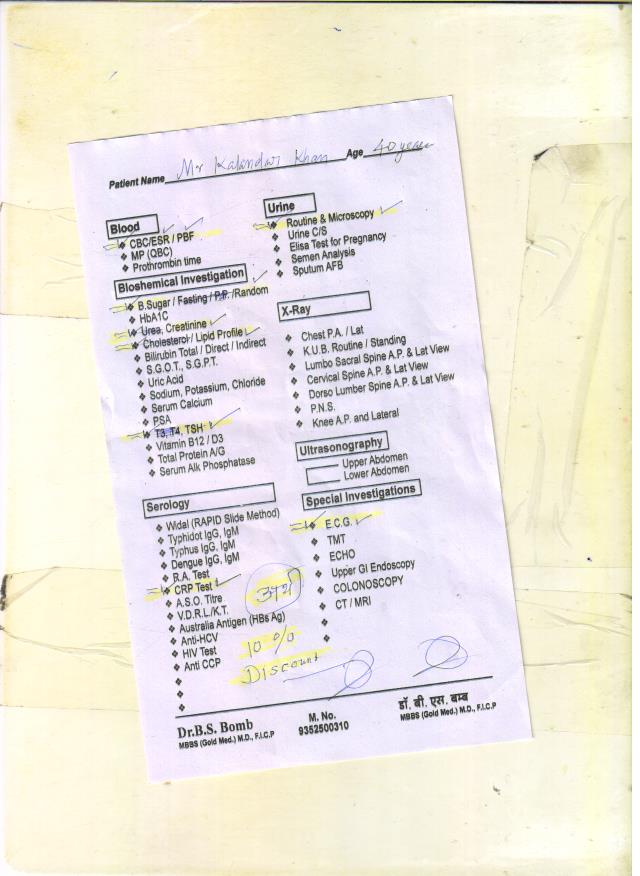 Patient Name Mr Kalandar Khan Age 40 years
Blood
CBC/ESR / PBF
MP (QBC)
Prothrombin time
Bioshemical Investigation
B.Sugar / Fasting / P.P. /Random
HbA1C
Urea, Creatinine
Cholesterol / Lipid Profile
Bilirubin Total / Direct / Indirect
S.G.O.T., S.G.P.T.
Uric Acid
Sodium, Potassium, Chloride
Serum Calcium
PSA
T3, T4, TSH
Vitamin B12 / D3
Total Protein A/G
Serum Alk Phosphatase
Serology
Widal (RAPID Slide Method)
Typhidot IgG, IgM
Typhus IgG, IgM
Dengue IgG, IgM
R.A. Test
CRP Test
A.S.O. Titre
V.D.R.L./K.T.
Australia Antigen (HBs Ag)
Anti-HCV
HIV Test
Anti CCP
Urine
Routine & Microscopy
Urine C/S
Elisa Test for Pregnancy
Semen Analysis
Sputum AFB
X-Ray
Chest P.A. / Lat
K.U.B. Routine / Standing
Lumbo Sacral Spine A.P. & Lat View
Cervical Spine A.P. & Lat View
Dorso Lumber Spine A.P. & Lat View
P.N.S.
Knee A.P. and Lateral
Ultrasonography
Upper Abdomen
Lower Abdomen
Special Investigations
E.C.G.
TMT
ECHO
Upper GI Endoscopy
COLONOSCOPY
CT / MRI
10 %
Discount
Dr.B.S. Bomb
MBBS (Gold Med.) M.D., F.I.C.P
M. No.
9352500310
डॉ. बी. एस. बम्ब
MBBS (Gold Med.) M.D., F.I.C.P